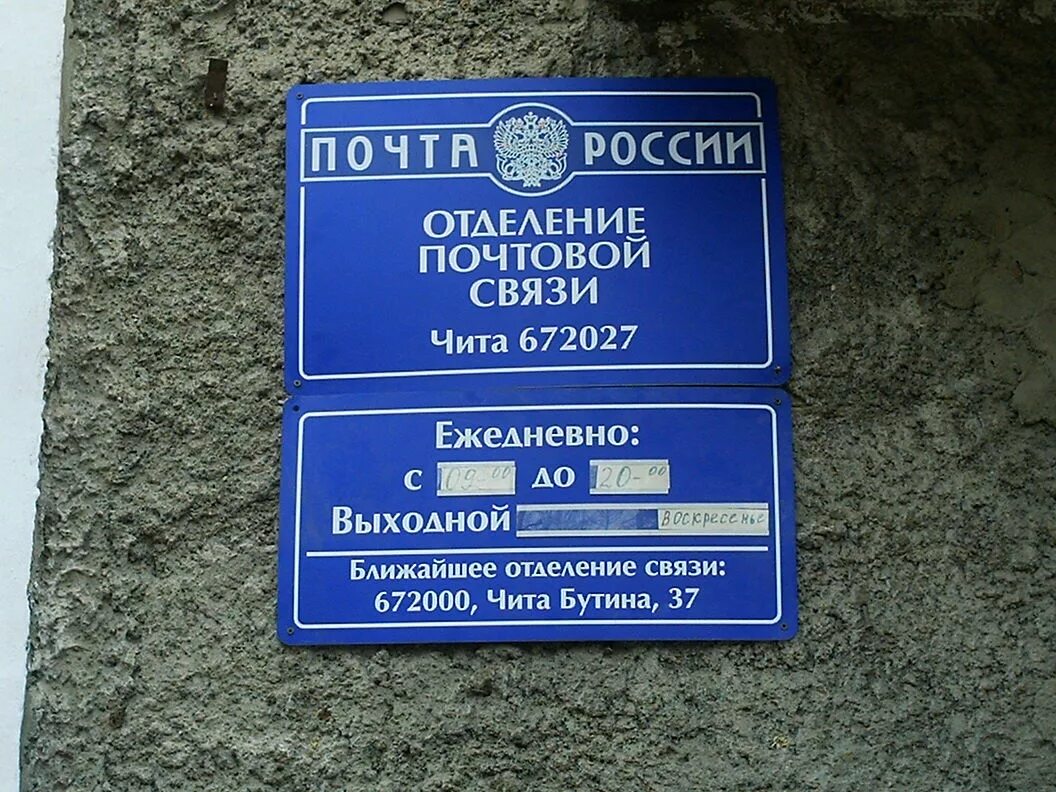 ПОЧТА РОССИИ
ОТДЕЛЕНИЕ
ПОЧТОВОЙ
СВЯЗИ
Чита 672027
Ежедневно:
с 09-00 до 20-00
Выходной воскресенье
Ближайшее отделение связи:
672000, Чита Бутина, 37